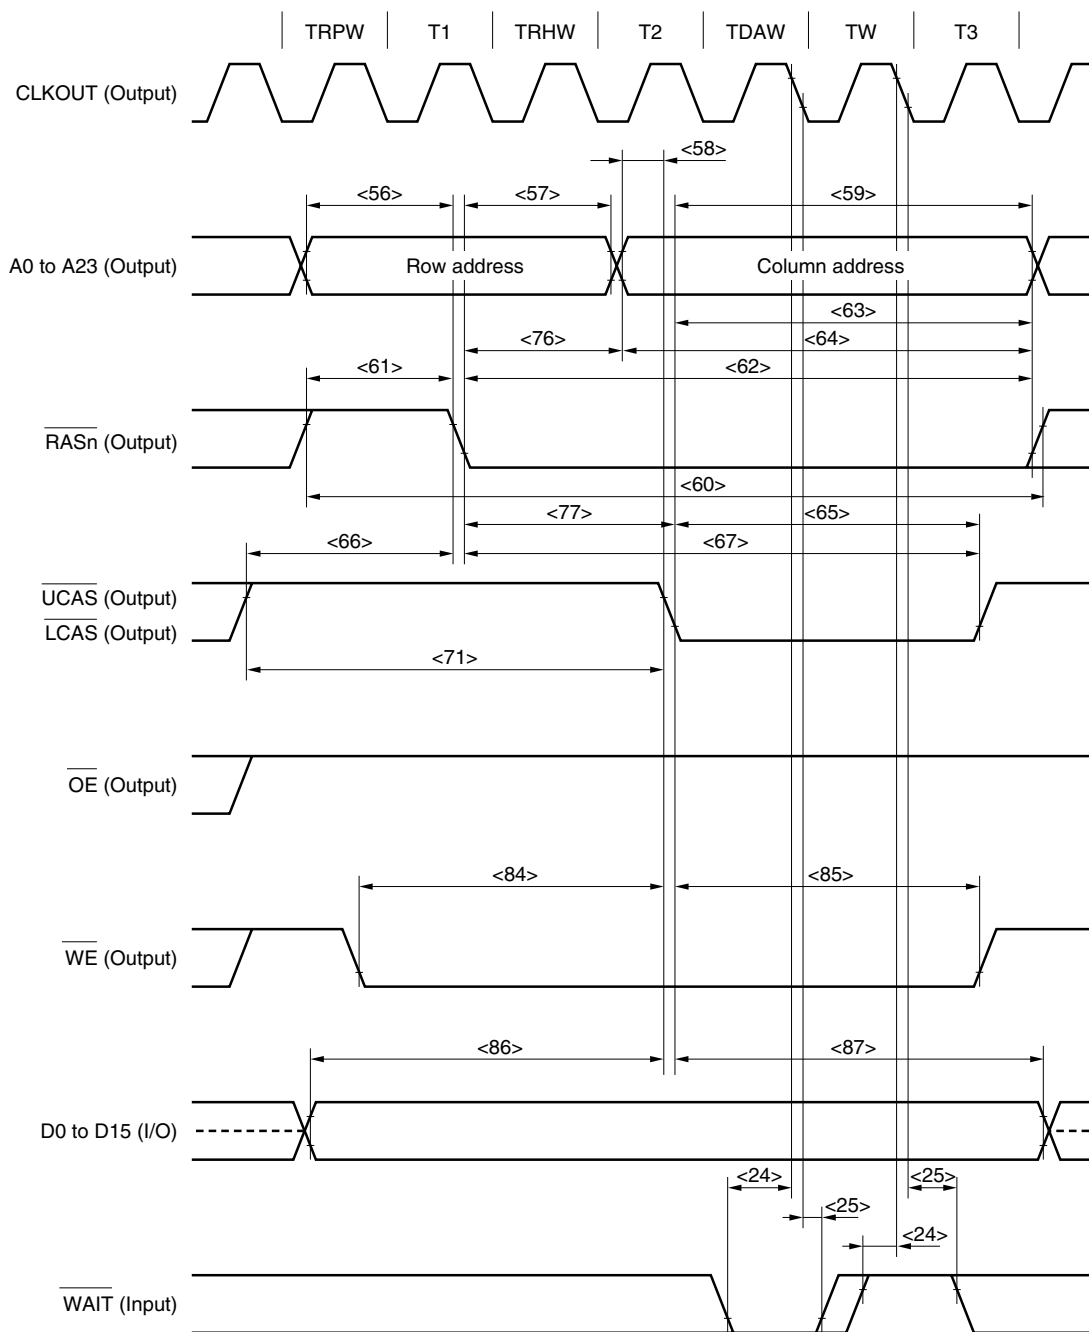 TRPW T1 TRHW T2 TDAW TW T3
CLKOUT (Output)
<58>
<56> <57> <59>
A0 to A23 (Output) Row address Column address
<63>
<76> <64>
<61> <62>
RASn (Output)
<60>
<77> <65>
<66> <67>
UCAS (Output)
LCAS (Output)
<71>
OE (Output)
<84> <85>
WE (Output)
<86> <87>
D0 to D15 (I/O)
<24> <25>
<25>
<24>
WAIT (Input)